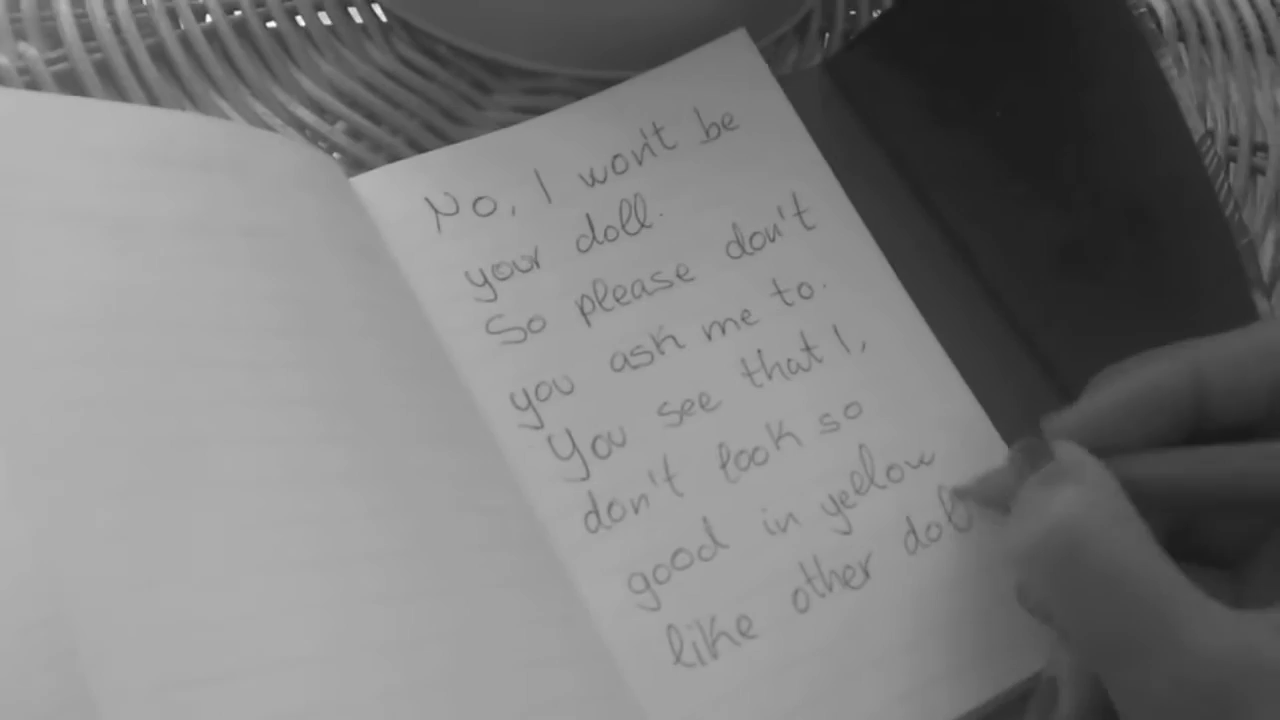 No, I won't be
your doll.
So please don't
you ask me to.
You see that I,
don't look so
good in yellow
like other